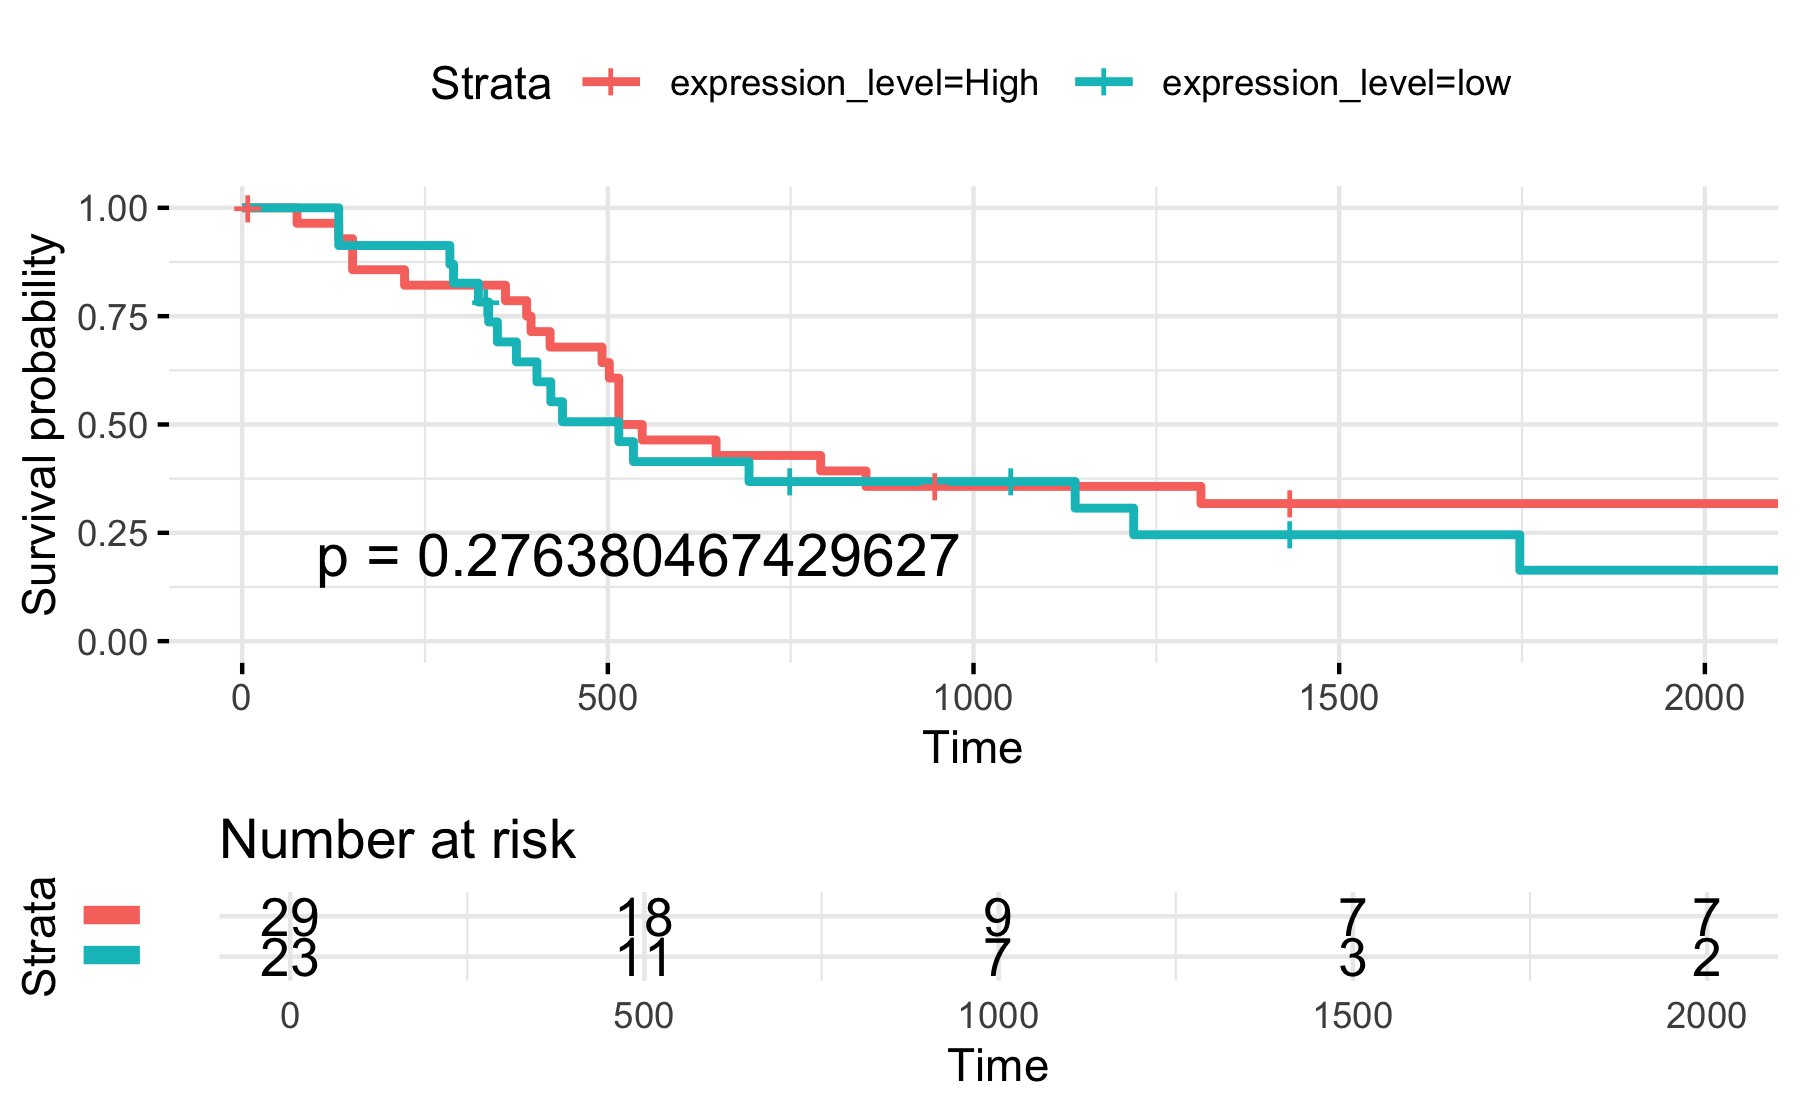 Strata expression_level=High expression_level=low
Survival probability
1.00
0.75
0.50
0.25
0.00
p = 0.276380467429627
0 500 1000 1500 2000
Time
Number at risk
Strata
29 18 9 7 7
23 11 7 3 2
0 500 1000 1500 2000
Time